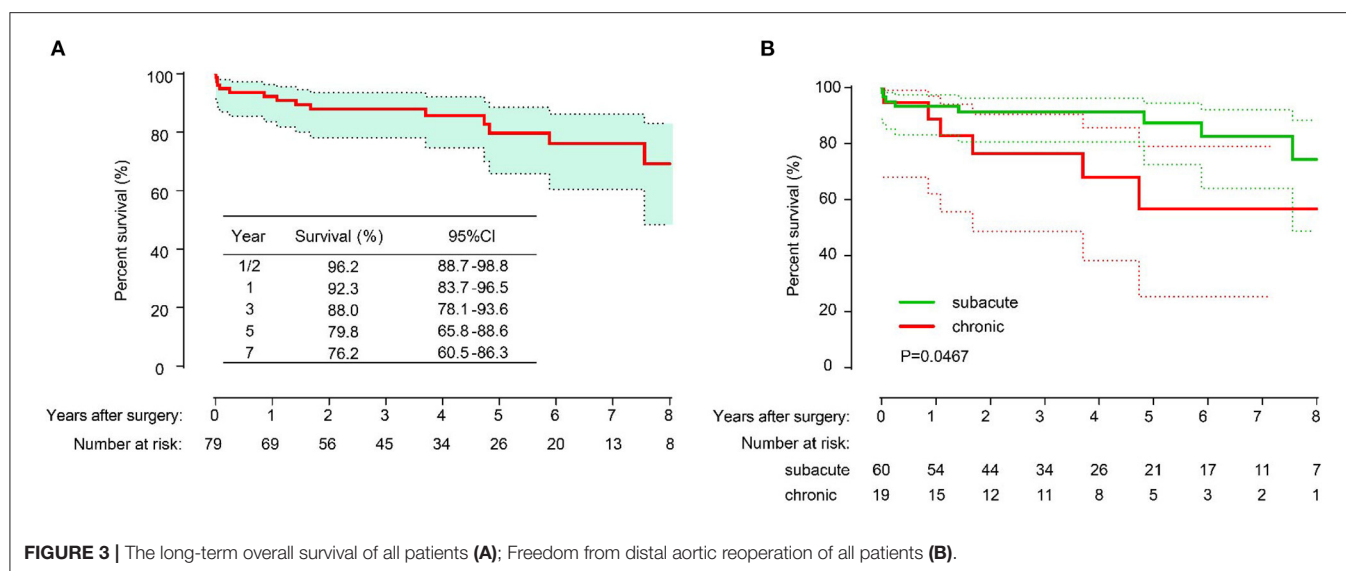 A
Percent survival (%)
100
80
60
40
20
0
Year Survival (%) 95%CI
1/2 96.2 88.7-98.8
1 92.3 83.7-96.5
3 88.0 78.1-93.6
5 79.8 65.8-88.6
7 76.2 60.5-86.3
Years after surgery: 0 1 2 3 4 5 6 7 8
Number at risk: 79 69 56 45 34 26 20 13 8
B
Percent survival (%)
100
80
60
40
20
0
subacute
chronic
P=0.0467
Years after surgery: 0 1 2 3 4 5 6 7 8
Number at risk:
subacute 60 54 44 34 26 21 17 11 7
chronic 19 15 12 11 8 5 3 2 1
FIGURE 3 | The long-term overall survival of all patients (A); Freedom from distal aortic reoperation of all patients (B).